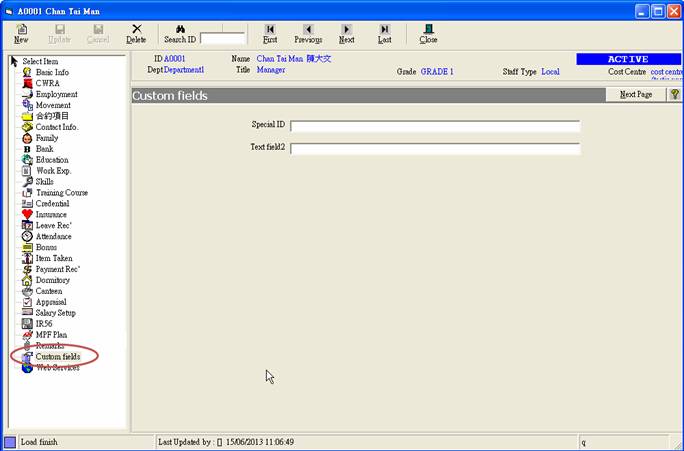 A0001 Chan Tai Man
New Update Cancel Delete Search ID First Previous Next Last Close
Select Item
Basic Info
CWRA
Employment
Movement
合約項目
Contact Info.
Family
Bank
Education
Work Exp.
Skills
Training Course
Credential
Insurance
Leave Rec'
Attendance
Bonus
Item Taken
Payment Rec'
Dormitory
Canteen
Appraisal
Salary Setup
IR56
MPF Plan
Remarks
Custom fields
Web Services
ID A0001 Name Chan Tai Man 陳大文 ACTIVE
Dept Department1 Title Manager Grade GRADE 1 Staff Type Local Cost Centre cost centre
Custom fields Next Page
Special ID
Text field2
Load finish Last Updated by : [] 15/06/2013 11:06:49 q